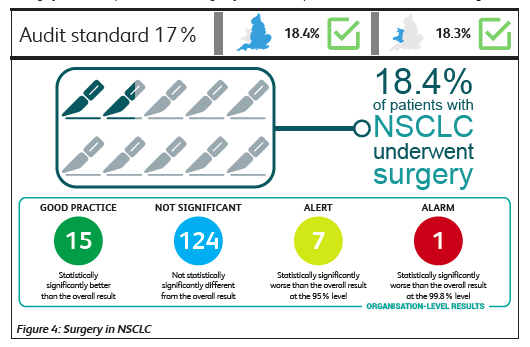 Audit standard 17%
18.4%
18.3%
18.4%
of patients with
NSCLC
underwent
surgery
GOOD PRACTICE
15
Statistically
significantly better
than the overall result
NOT SIGNIFICANT
124
Not statistically
significantly different
from the overall result
ALERT
7
Statistically significantly
worse than the overall result
at the 95% level
ALARM
1
Statistically significantly
worse than the overall result
at the 99.8% level
ORGANISATION-LEVEL RESULTS
Figure 4: Surgery in NSCLC